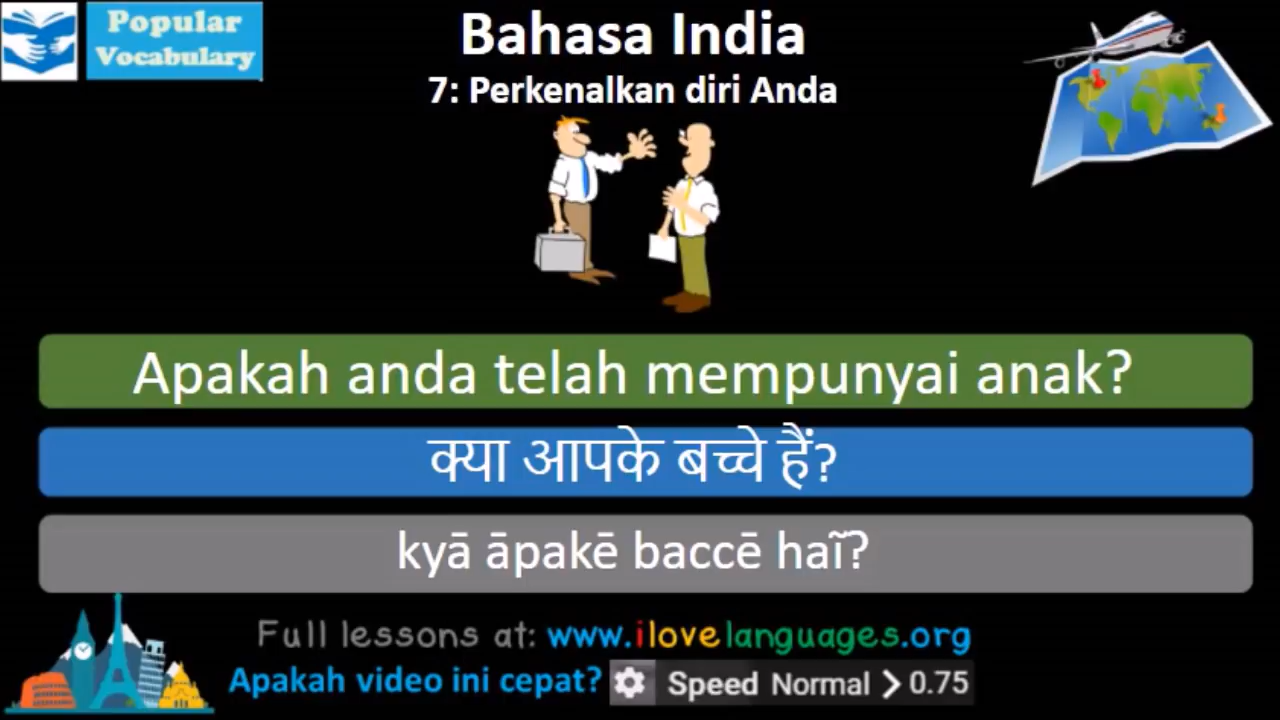 Popular
Vocabulary
Bahasa India
7: Perkenalkan diri Anda
Apakah anda telah mempunyai anak?
क्या आपके बच्चे हैं?
kyā āpakē baccē haĩ?
Full lessons at: www.ilovelanguages.org
Apakah video ini cepat? Speed Normal > 0.75